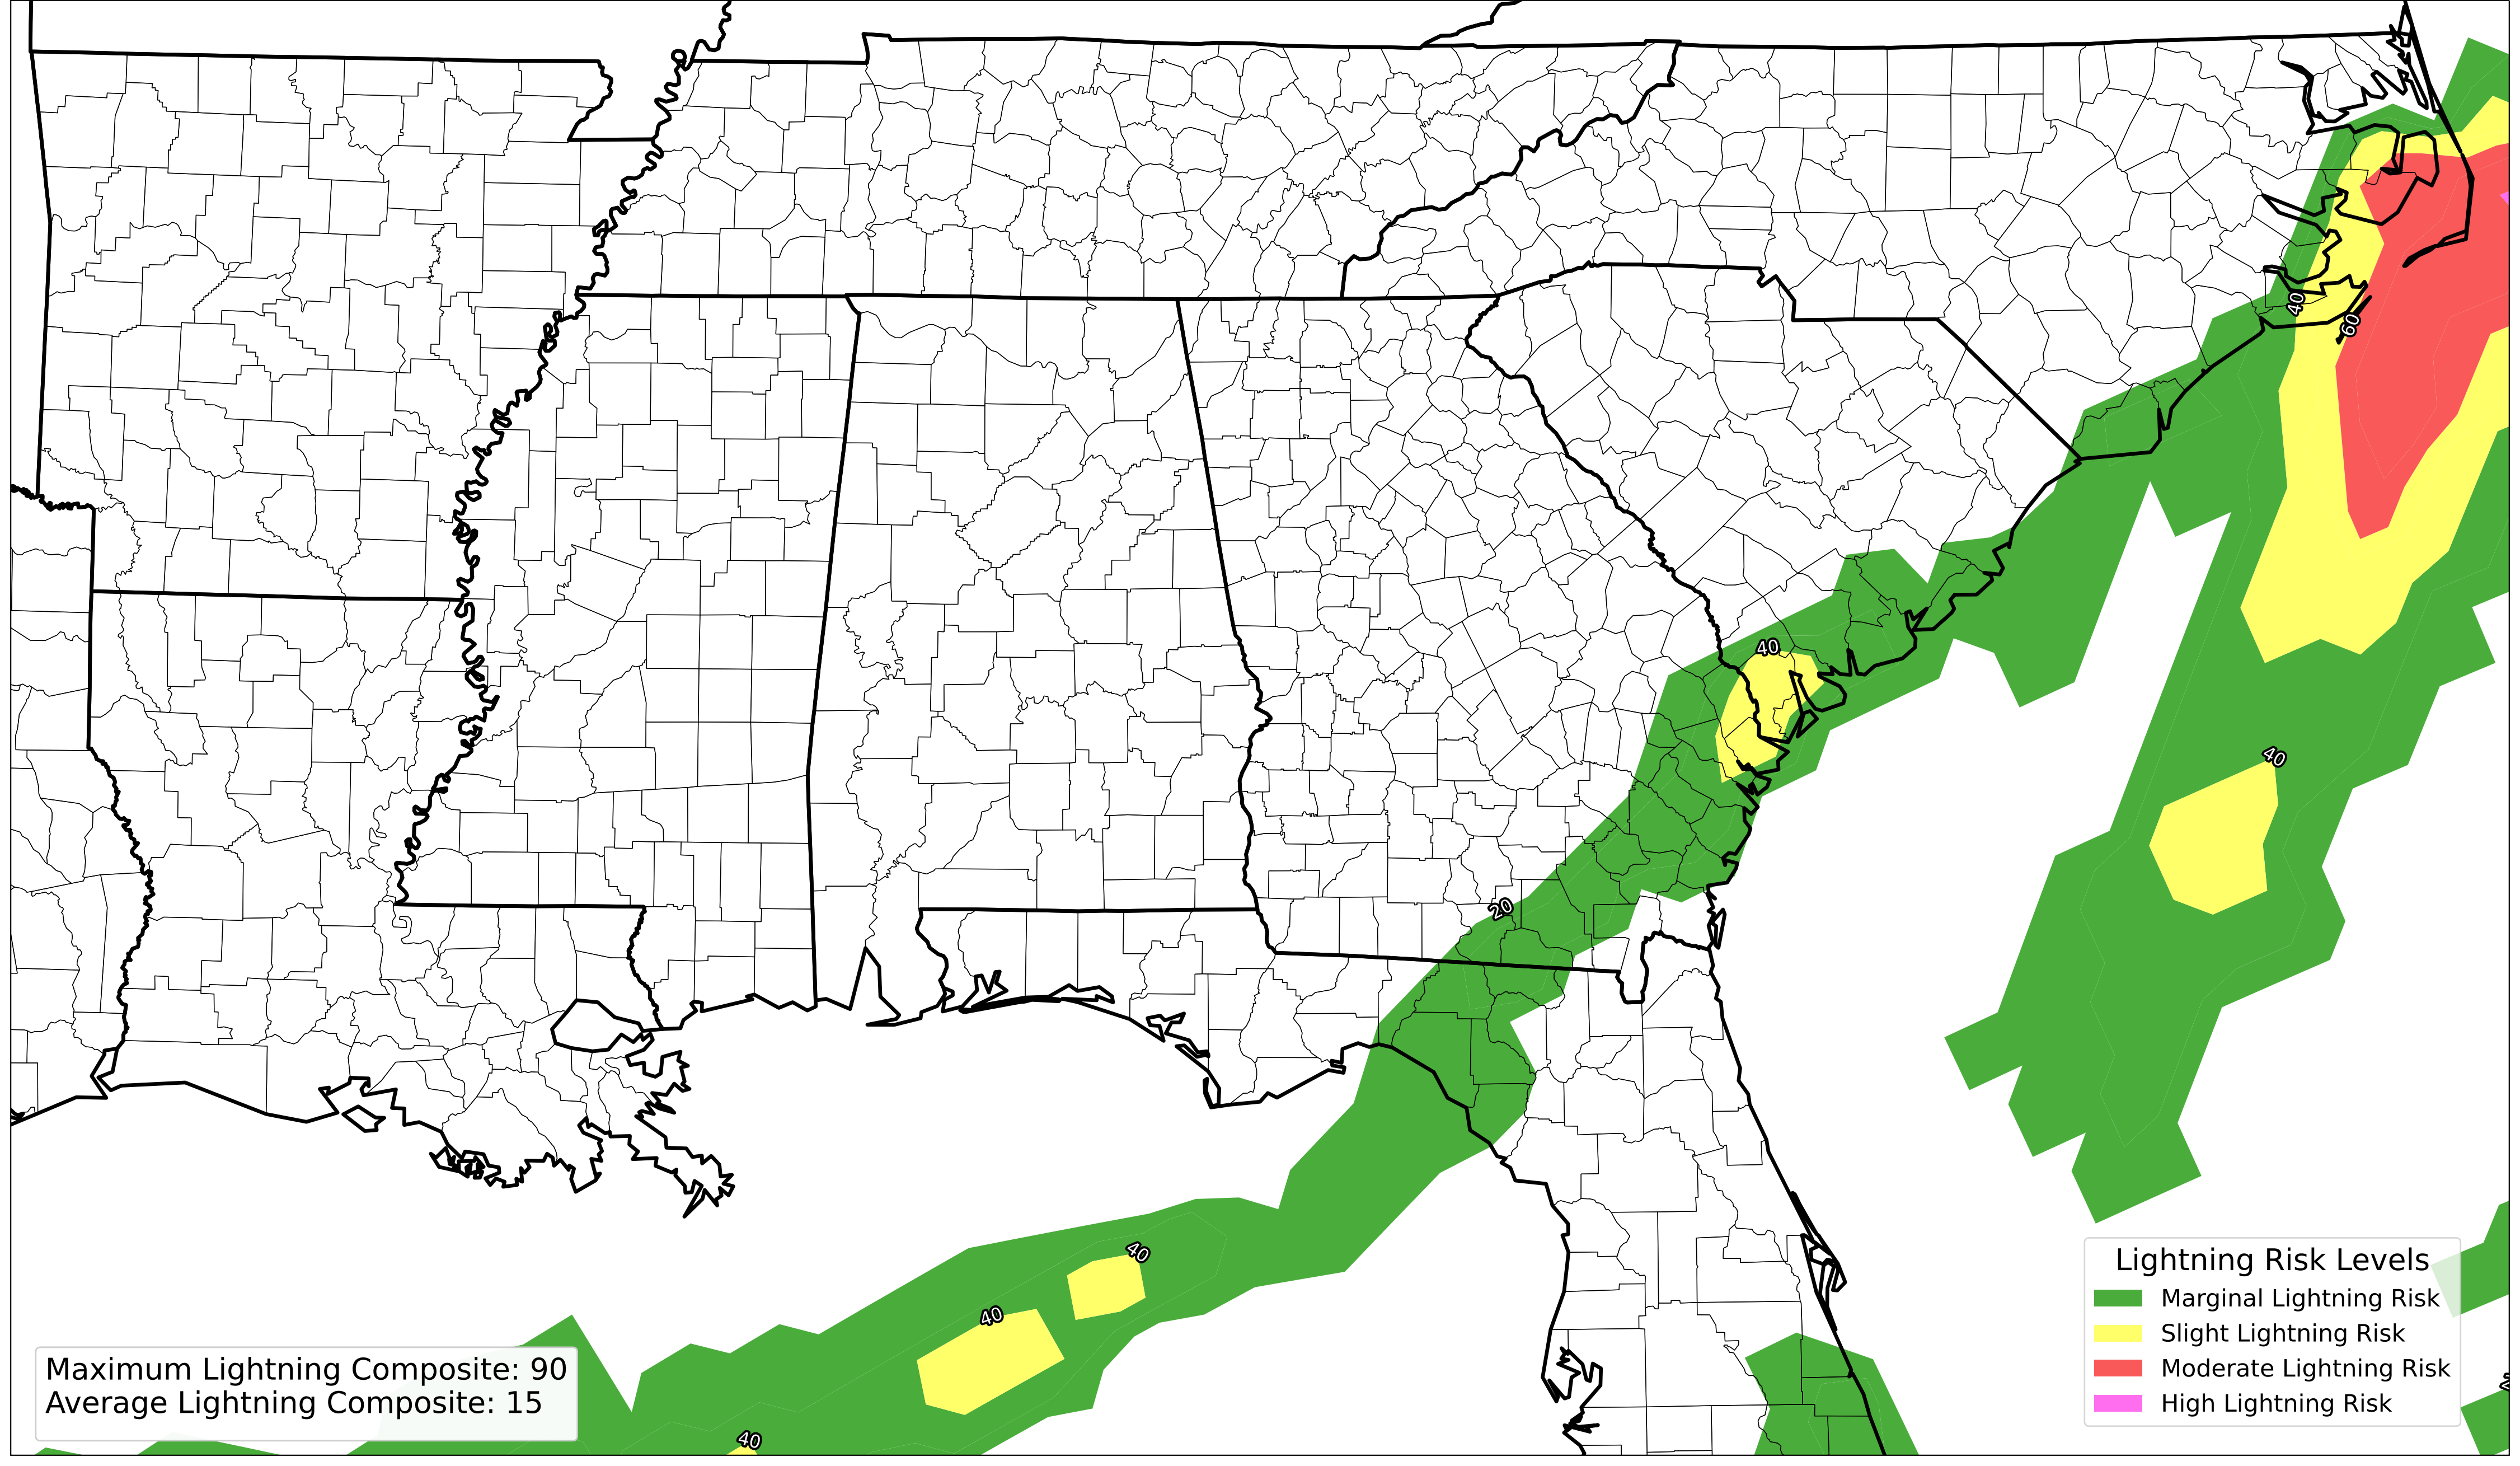 40
60
40
40
20
40
40
40
Lightning Risk Levels
Marginal Lightning Risk
Slight Lightning Risk
Moderate Lightning Risk
High Lightning Risk
Maximum Lightning Composite: 90
Average Lightning Composite: 15